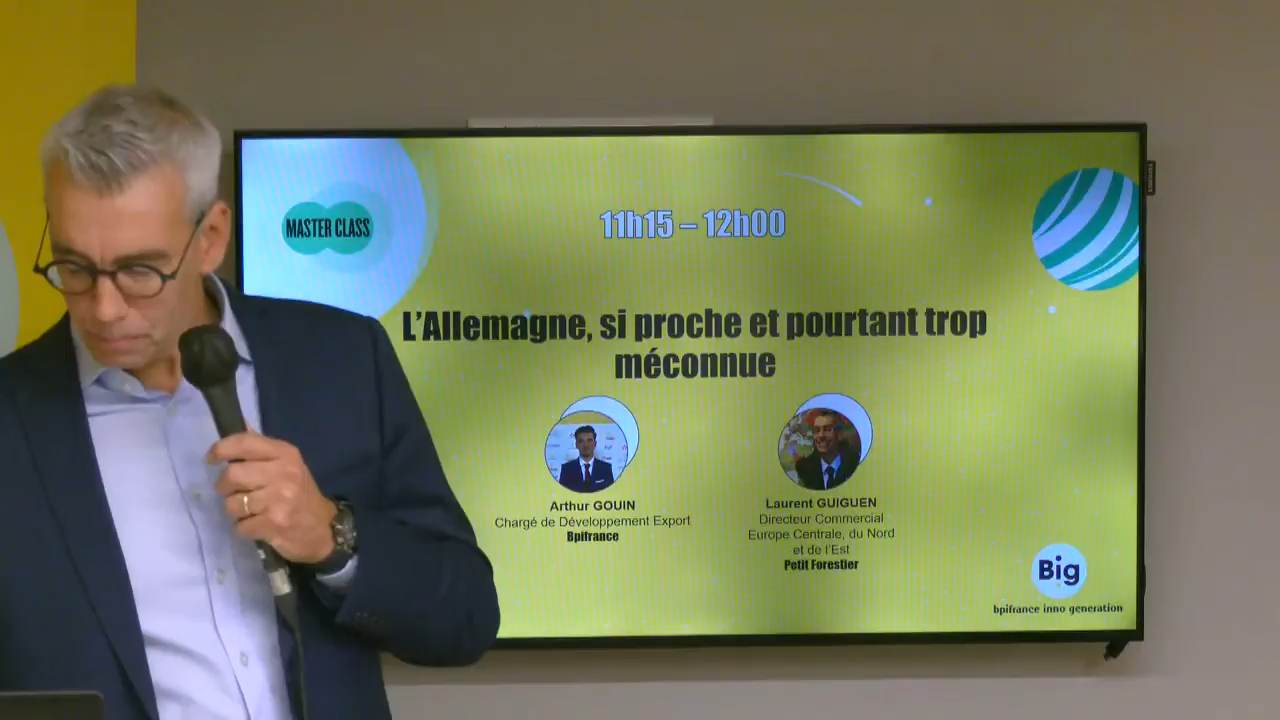 MASTER CLASS
11h15 – 12h00
L'Allemagne, si proche et pourtant trop
méconnue
Arthur GOUIN
Chargé de Développement Export
Bpifrance
Laurent GUIGUEN
Directeur Commercial
Europe Centrale, du Nord
et de l'Est
Petit Forestier
Big
bpifrance inno generation